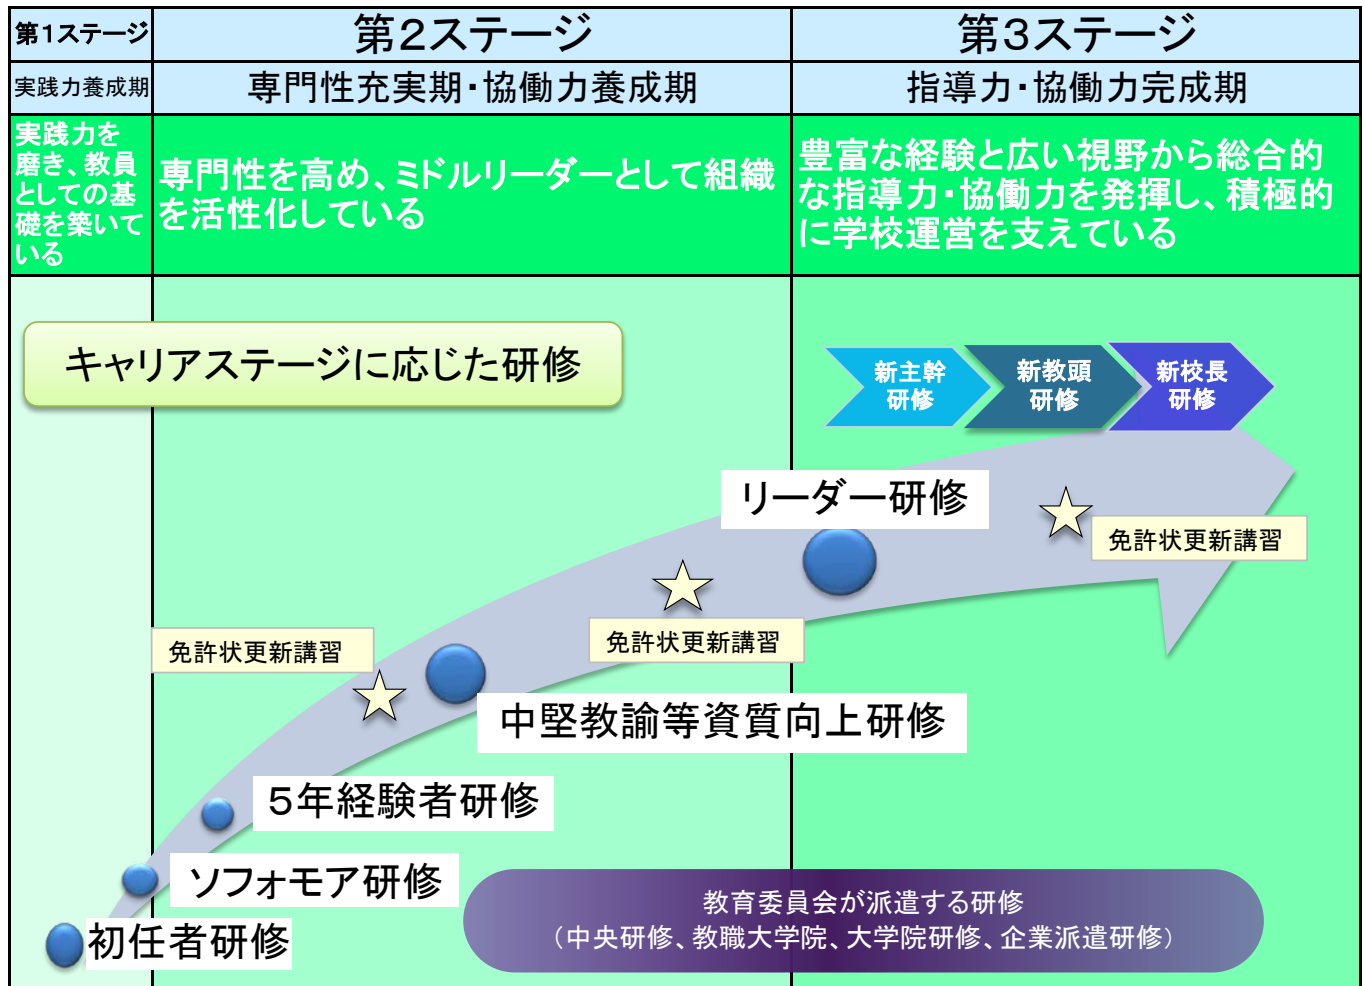 第1ステージ
第2ステージ
第3ステージ
実践力養成期
専門性充実期・協働力養成期
指導力・協働力完成期
実践力を
磨き、教員
としての基
礎を築いて
いる
専門性を高め、ミドルリーダーとして組織
を活性化している
豊富な経験と広い視野から総合的
な指導力・協働力を発揮し、積極的
に学校運営を支えている
キャリアステージに応じた研修
新主幹
研修
新教頭
研修
新校長
研修
リーダー研修
免許状更新講習
免許状更新講習
免許状更新講習
中堅教諭等資質向上研修
5年経験者研修
ソフォモア研修
初任者研修
教育委員会が派遣する研修
(中央研修、教職大学院、大学院研修、企業派遣研修)